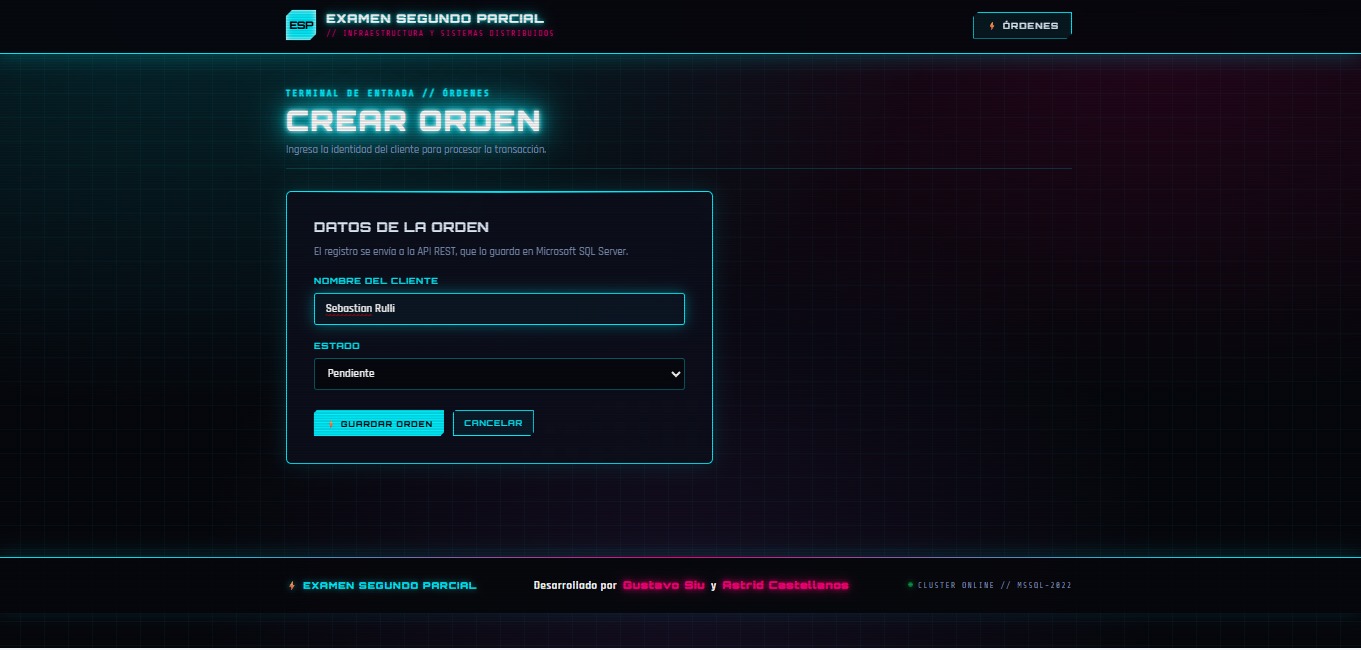 ESP
EXAMEN SEGUNDO PARCIAL
// INFRAESTRUCTURA Y SISTEMAS DISTRIBUIDOS
ÓRDENES
TERMINAL DE ENTRADA // ÓRDENES
CREAR ORDEN
Ingresa la identidad del cliente para procesar la transacción.
DATOS DE LA ORDEN
El registro se envía a la API REST, que lo guarda en Microsoft SQL Server.
NOMBRE DEL CLIENTE
Sebastian Rulli
ESTADO
Pendiente
GUARDAR ORDEN
CANCELAR
EXAMEN SEGUNDO PARCIAL
Desarrollado por Gustavo Siu y Astrid Castellanos
CLUSTER ONLINE // MSSQL-2022